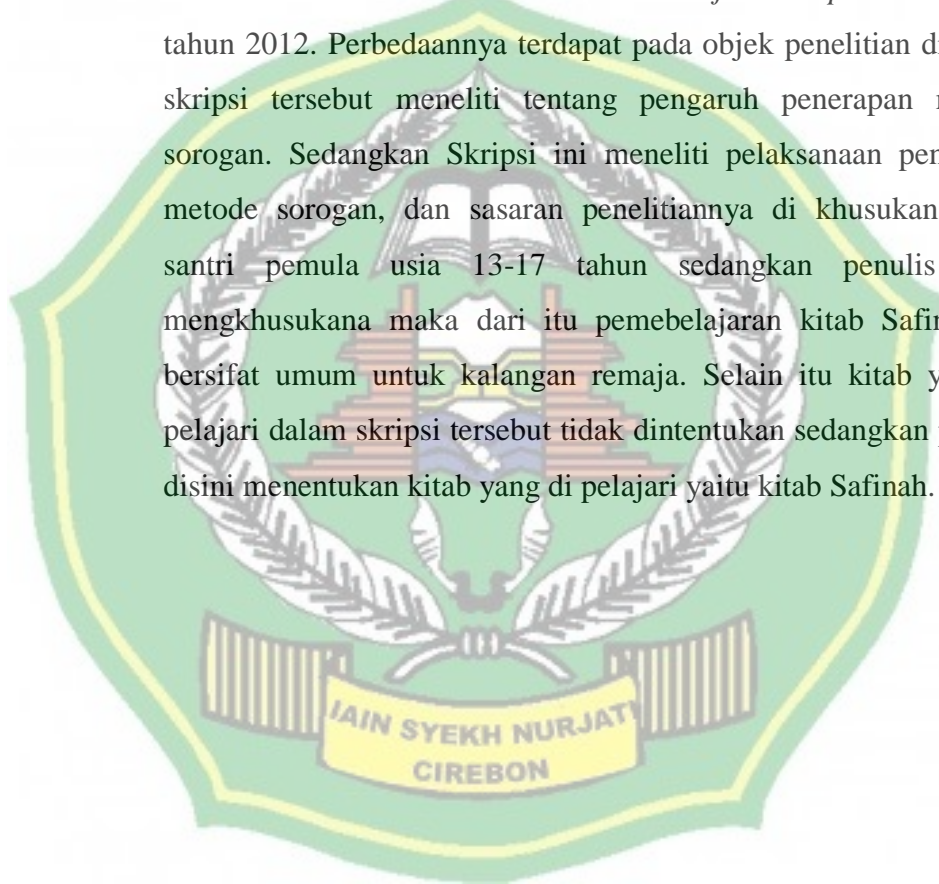 tahun 2012. Perbedaannya terdapat pada objek penelitian
skripsi tersebut meneliti tentang pengaruh penerapan
sorogan. Sedangkan Skripsi ini meneliti pelaksanaan
metode sorogan, dan sasaran penelitiannya di khusukan
santri pemula usia 13-17 tahun sedangkan penulis
mengkhusukana maka dari itu pemebelajaran kitab
bersifat umum untuk kalangan remaja. Selain itu kitab
pelajari dalam skripsi tersebut tidak dintentukan sedangkan
disini menentukan kitab yang di pelajari yaitu kitab Safinah.
IAIN SYEKH NURJATI
CIREBON